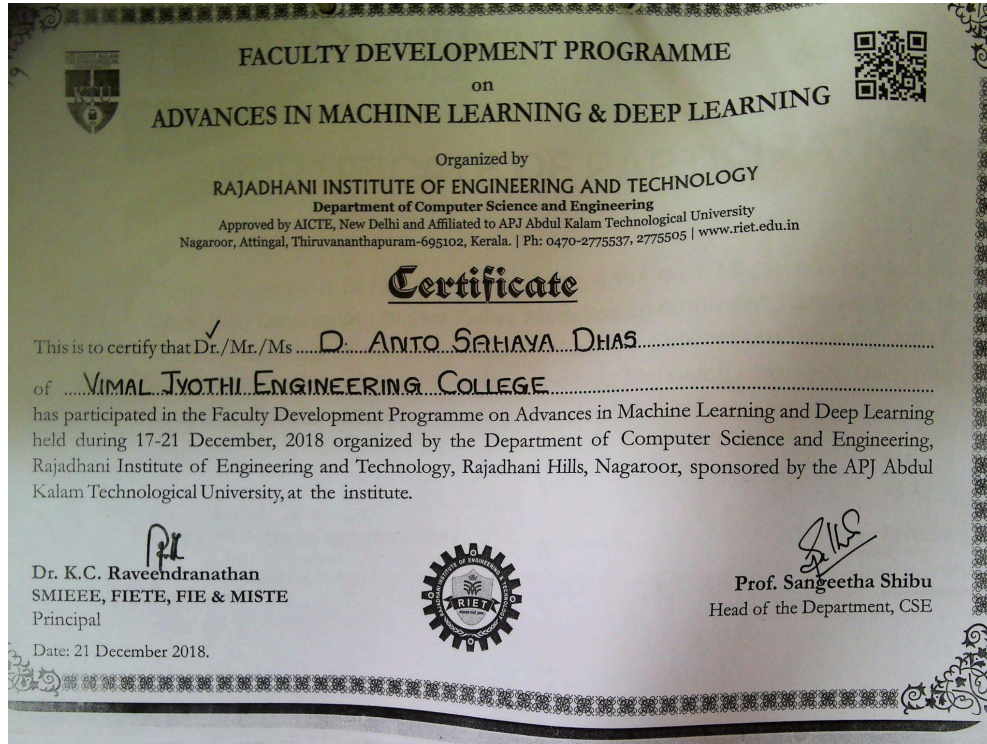 FACULTY DEVELOPMENT PROGRAMME
on
ADVANCES IN MACHINE LEARNING & DEEP LEARNING
KTU
Organized by
RAJADHANI INSTITUTE OF ENGINEERING AND TECHNOLOGY
Department of Computer Science and Engineering
Approved by AICTE, New Delhi and Affiliated to APJ Abdul Kalam Technological University
Nagaroor, Attingal, Thiruvananthapuram-695102, Kerala. | Ph: 0470-2775537, 2775505 | www.riet.edu.in
Certificate
This is to certify that Dr./Mr./Ms ..... D. ANTO SAHAYA DHAS .....
of ..... VIMAL JYOTHI ENGINEERING COLLEGE .....
has participated in the Faculty Development Programme on Advances in Machine Learning and Deep Learning
held during 17-21 December, 2018 organized by the Department of Computer Science and Engineering,
Rajadhani Institute of Engineering and Technology, Rajadhani Hills, Nagaroor, sponsored by the APJ Abdul
Kalam Technological University, at the institute.
Dr. K.C. Raveendranathan
SMIEEE, FIETE, FIE & MISTE
Principal
Date: 21 December 2018.
RAJADHANI INSTITUTE OF ENGINEERING & TECHNOLOGY
RIET
Prof. Sangeetha Shibu
Head of the Department, CSE